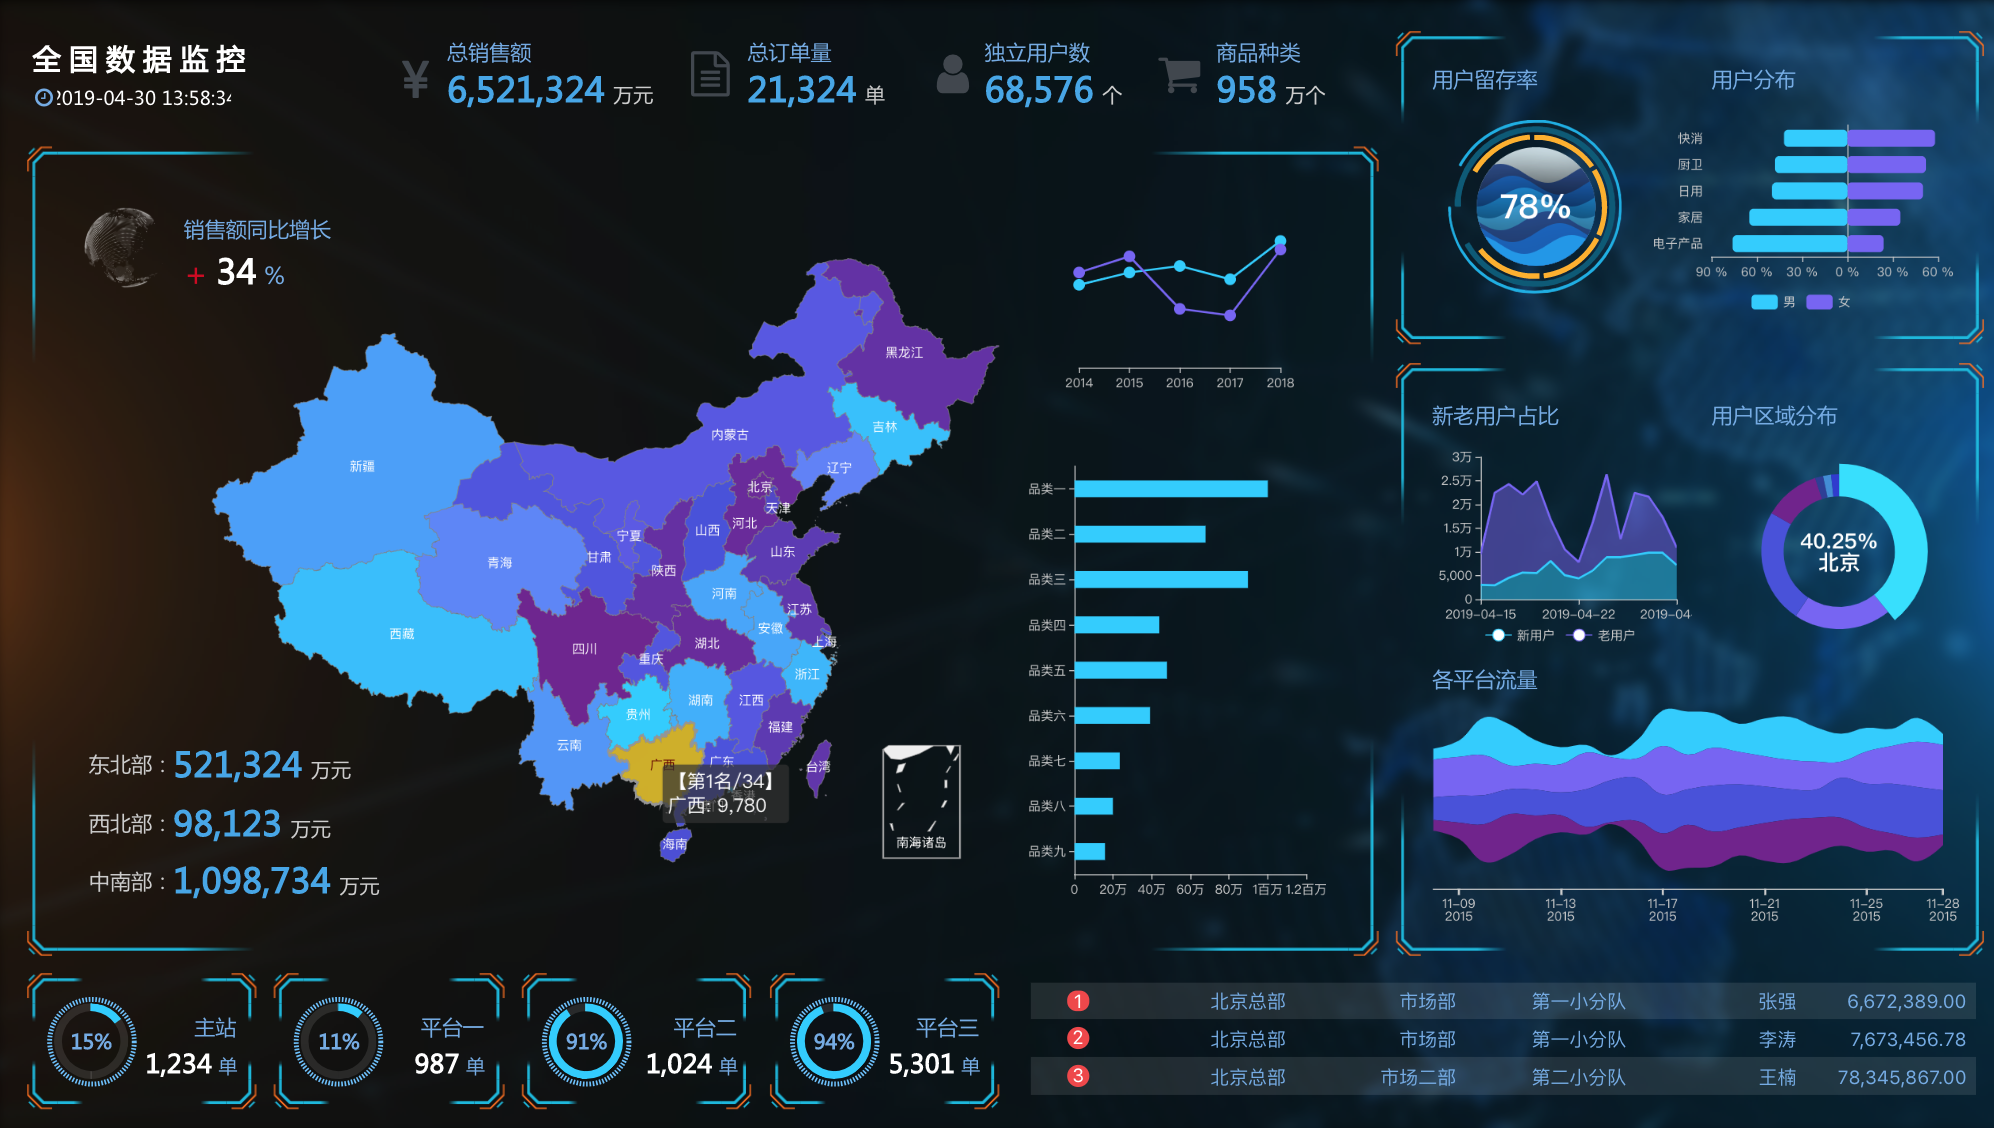 全国数据监控
2019-04-30 13:58:34
总销售额
6,521,324 万元
总订单量
21,324 单
独立用户数
68,576 个
商品种类
958 万个
销售额同比增长
+ 34 %
黑龙江
吉林
内蒙古
辽宁
新疆
北京
天津
河北
山西
宁夏
山东
甘肃
青海
陕西
河南
江苏
安徽
上海
西藏
湖北
四川
重庆
浙江
湖南
江西
贵州
福建
云南
广西
广东
台湾
香港
【第1名/34】
广西: 9,780
海南
南海诸岛
东北部 : 521,324 万元
西北部 : 98,123 万元
中南部 : 1,098,734 万元
2014 2015 2016 2017 2018
品类一
品类二
品类三
品类四
品类五
品类六
品类七
品类八
品类九
0 20万 40万 60万 80万 1百万 1.2百万
用户留存率
78%
用户分布
快消
厨卫
日用
家居
电子产品
90 % 60 % 30 % 0 % 30 % 60 %
男 女
新老用户占比
3万
2.5万
2万
1.5万
1万
5,000
0
2019-04-15 2019-04-22 2019-04-
新用户 老用户
用户区域分布
40.25%
北京
各平台流量
11-09 11-13 11-17 11-21 11-25 11-28
2015 2015 2015 2015 2015 2015
15%
主站
1,234 单
11%
平台一
987 单
91%
平台二
1,024 单
94%
平台三
5,301 单
1 北京总部 市场部 第一小分队 张强 6,672,389.00
2 北京总部 市场部 第一小分队 李涛 7,673,456.78
3 北京总部 市场二部 第二小分队 王楠 78,345,867.00